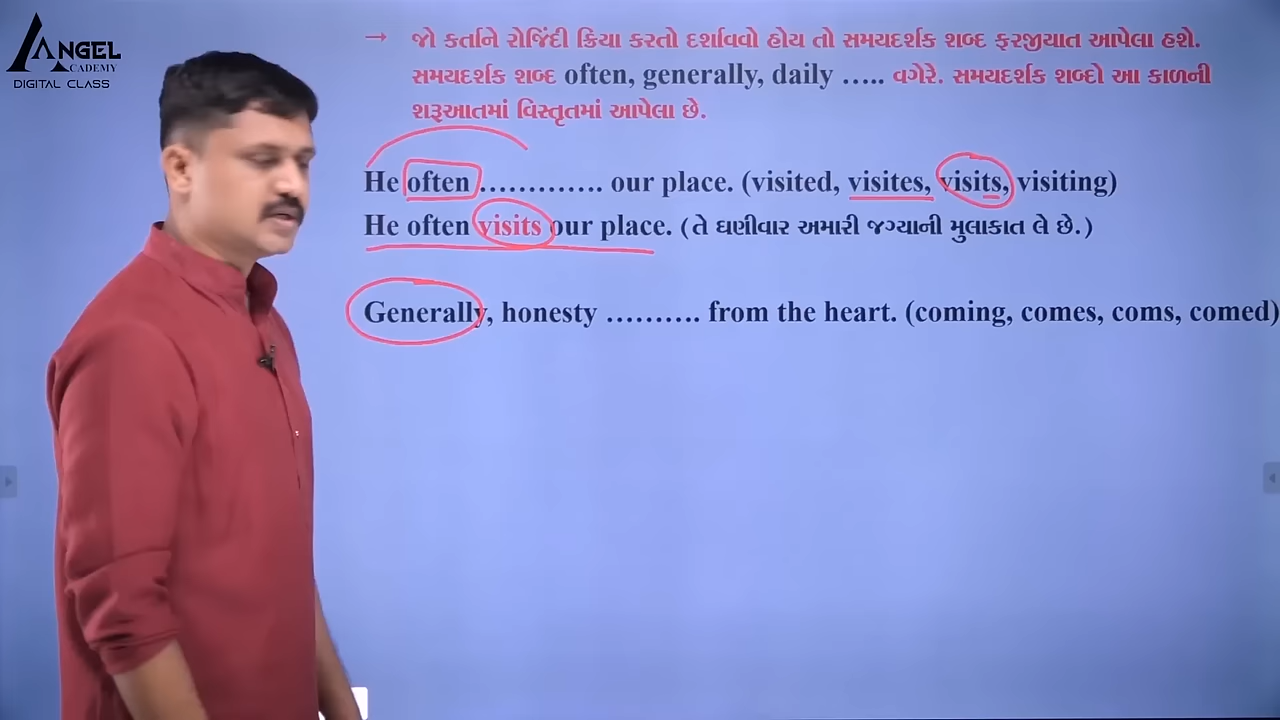 ANGEL
ACADEMY
DIGITAL CLASS
→ જો કર્તાને રોજિંદી ક્રિયા કરતો દર્શાવવો હોય તો સમયદર્શક શબ્દ ફરજીયાત આપેલા હશે.
સમયદર્શક શબ્દ often, generally, daily ….. વગેરે. સમયદર્શક શબ્દો આ કાળની
શરૂઆતમાં વિસ્તૃતમાં આપેલા છે.
He often …………. our place. (visited, visites, visits, visiting)
He often visits our place. (તે ઘણીવાર અમારી જગ્યાની મુલાકાત લે છે.)
Generally, honesty ………. from the heart. (coming, comes, coms, comed)